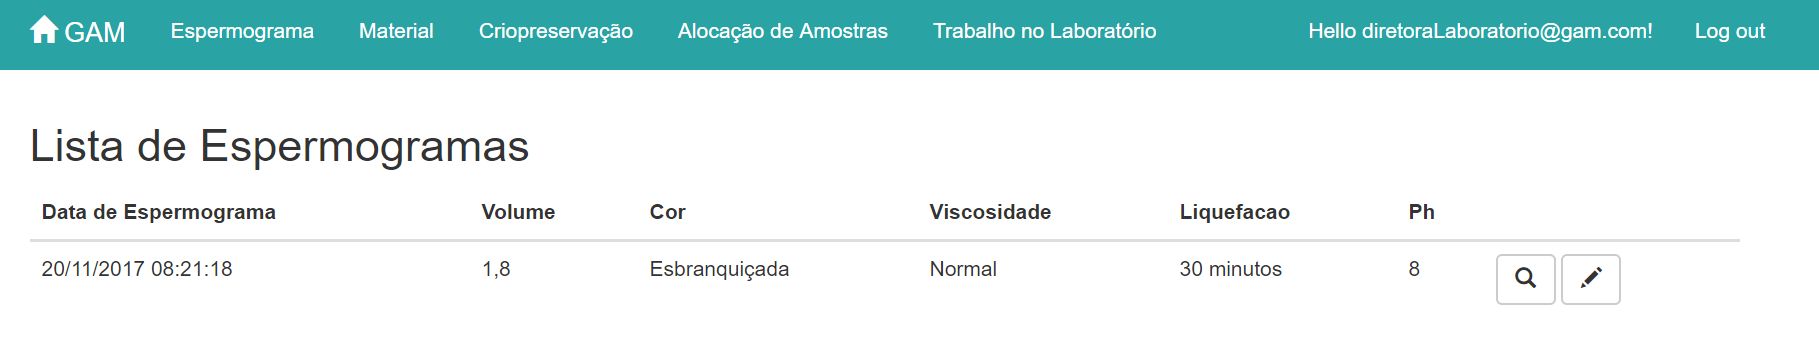 GAM Espermograma Material Criopreservação Alocação de Amostras Trabalho no Laboratório Hello diretoraLaboratorio@gam.com! Log out
Lista de Espermogramas
Data de Espermograma Volume Cor Viscosidade Liquefacao Ph
20/11/2017 08:21:18 1,8 Esbranquiçada Normal 30 minutos 8